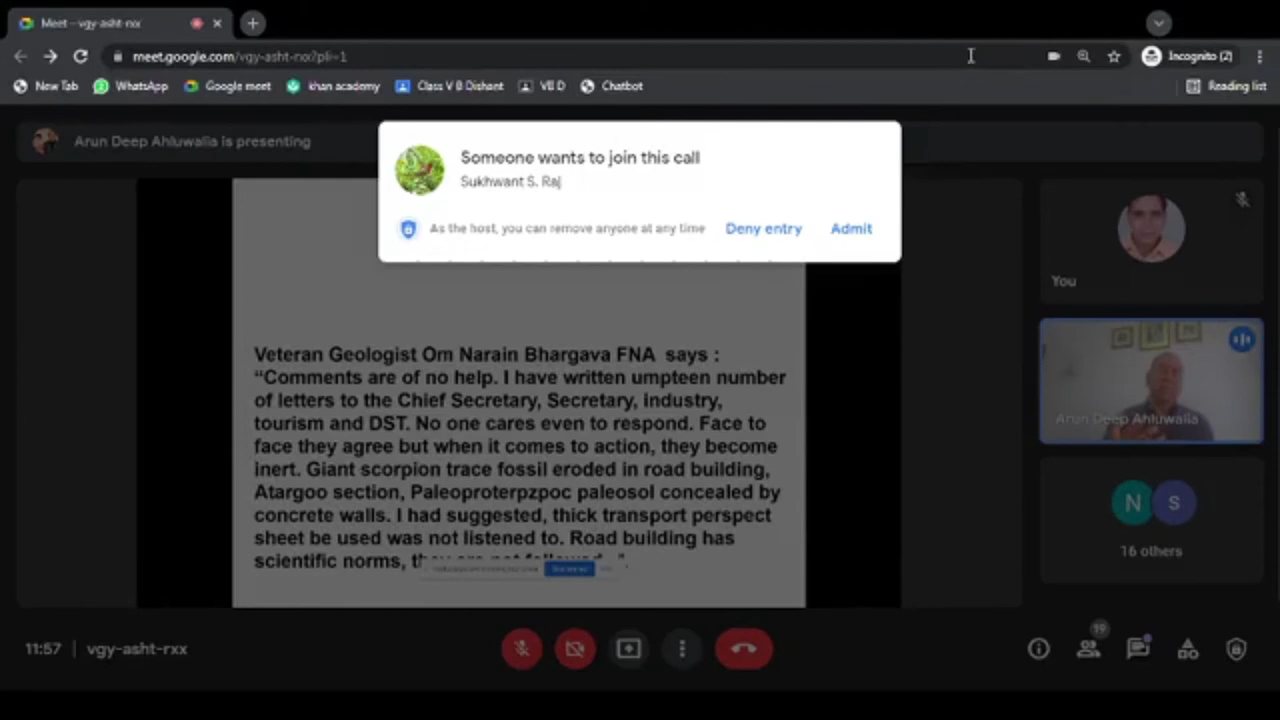 Meet - vgy-asht-rxx
meet.google.com/vgy-asht-rxx?pli=1
Incognito (2)
New Tab WhatsApp Google meet khan academy Class V B Dishant VII D Chatbot Reading list
Arun Deep Ahluwalia is presenting
Someone wants to join this call
Sukhwant S. Raj
As the host, you can remove anyone at any time Deny entry Admit
You
Veteran Geologist Om Narain Bhargava FNA says :
“Comments are of no help. I have written umpteen number
of letters to the Chief Secretary, Secretary, industry,
tourism and DST. No one cares even to respond. Face to
face they agree but when it comes to action, they become
inert. Giant scorpion trace fossil eroded in road building,
Atargoo section, Paleoproterpzpoc paleosol concealed by
concrete walls. I had suggested, thick transport perspect
sheet be used was not listened to. Road building has
scientific norms, they are not followed
Arun Deep Ahluwalia
N S
16 others
11:57 | vgy-asht-rxx
19